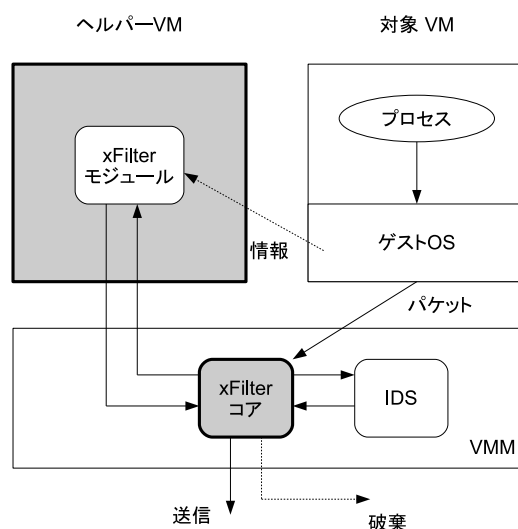 ヘルパーVM
対象 VM
プロセス
xFilter
モジュール
ゲストOS
情報
パケット
xFilter
コア
IDS
VMM
送信
破棄